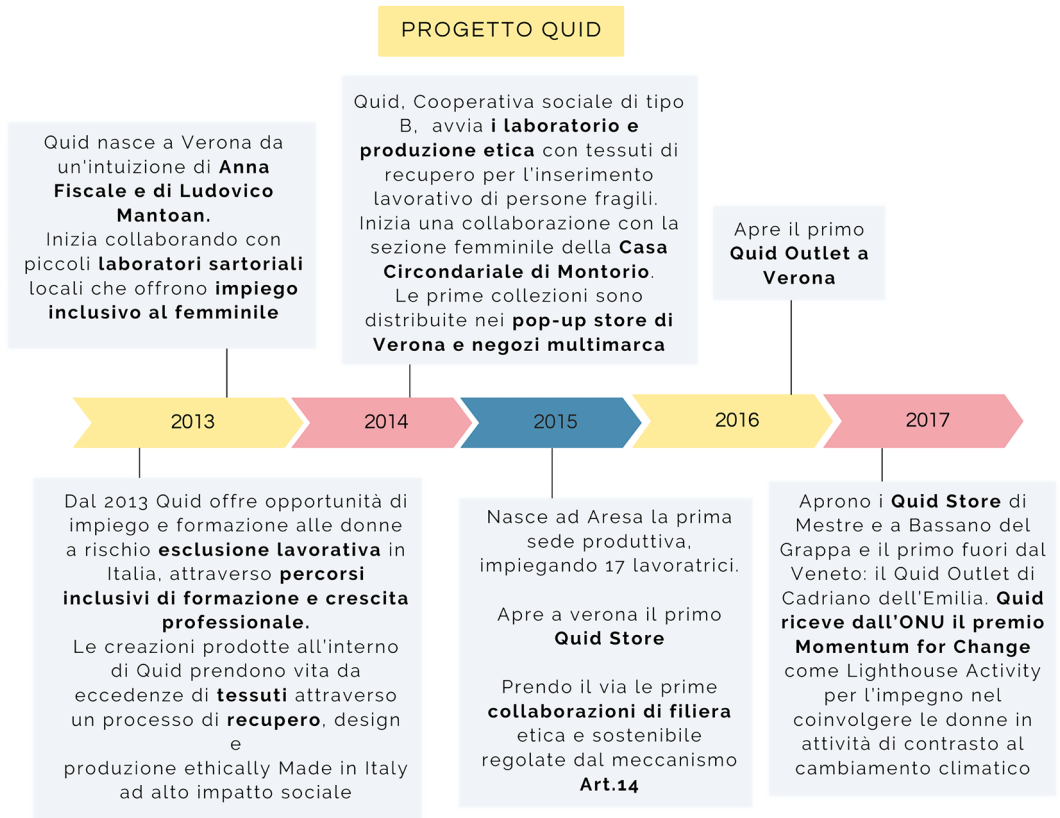 PROGETTO QUID
Quid nasce a Verona da
un'intuizione di Anna
Fiscale e di Ludovico
Mantoan.
Inizia collaborando con
piccoli laboratori sartoriali
locali che offrono impiego
inclusivo al femminile
Quid, Cooperativa sociale di tipo
B, avvia i laboratorio e
produzione etica con tessuti di
recupero per l'inserimento
lavorativo di persone fragili.
Inizia una collaborazione con la
sezione femminile della Casa
Circondariale di Montorio.
Le prime collezioni sono
distribuite nei pop-up store di
Verona e negozi multimarca
Apre il primo
Quid Outlet a
Verona
2013
2014
2015
2016
2017
Dal 2013 Quid offre opportunità di
impiego e formazione alle donne
a rischio esclusione lavorativa in
Italia, attraverso percorsi
inclusivi di formazione e crescita
professionale.
Le creazioni prodotte all'interno
di Quid prendono vita da
eccedenze di tessuti attraverso
un processo di recupero, design
e
produzione ethically Made in Italy
ad alto impatto sociale
Nasce ad Aresa la prima
sede produttiva,
impiegando 17 lavoratrici.
Apre a verona il primo
Quid Store
Prendo il via le prime
collaborazioni di filiera
etica e sostenibile
regolate dal meccanismo
Art.14
Aprono i Quid Store di
Mestre e a Bassano del
Grappa e il primo fuori dal
Veneto: il Quid Outlet di
Cadriano dell'Emilia. Quid
riceve dall'ONU il premio
Momentum for Change
come Lighthouse Activity
per l'impegno nel
coinvolgere le donne in
attività di contrasto al
cambiamento climatico